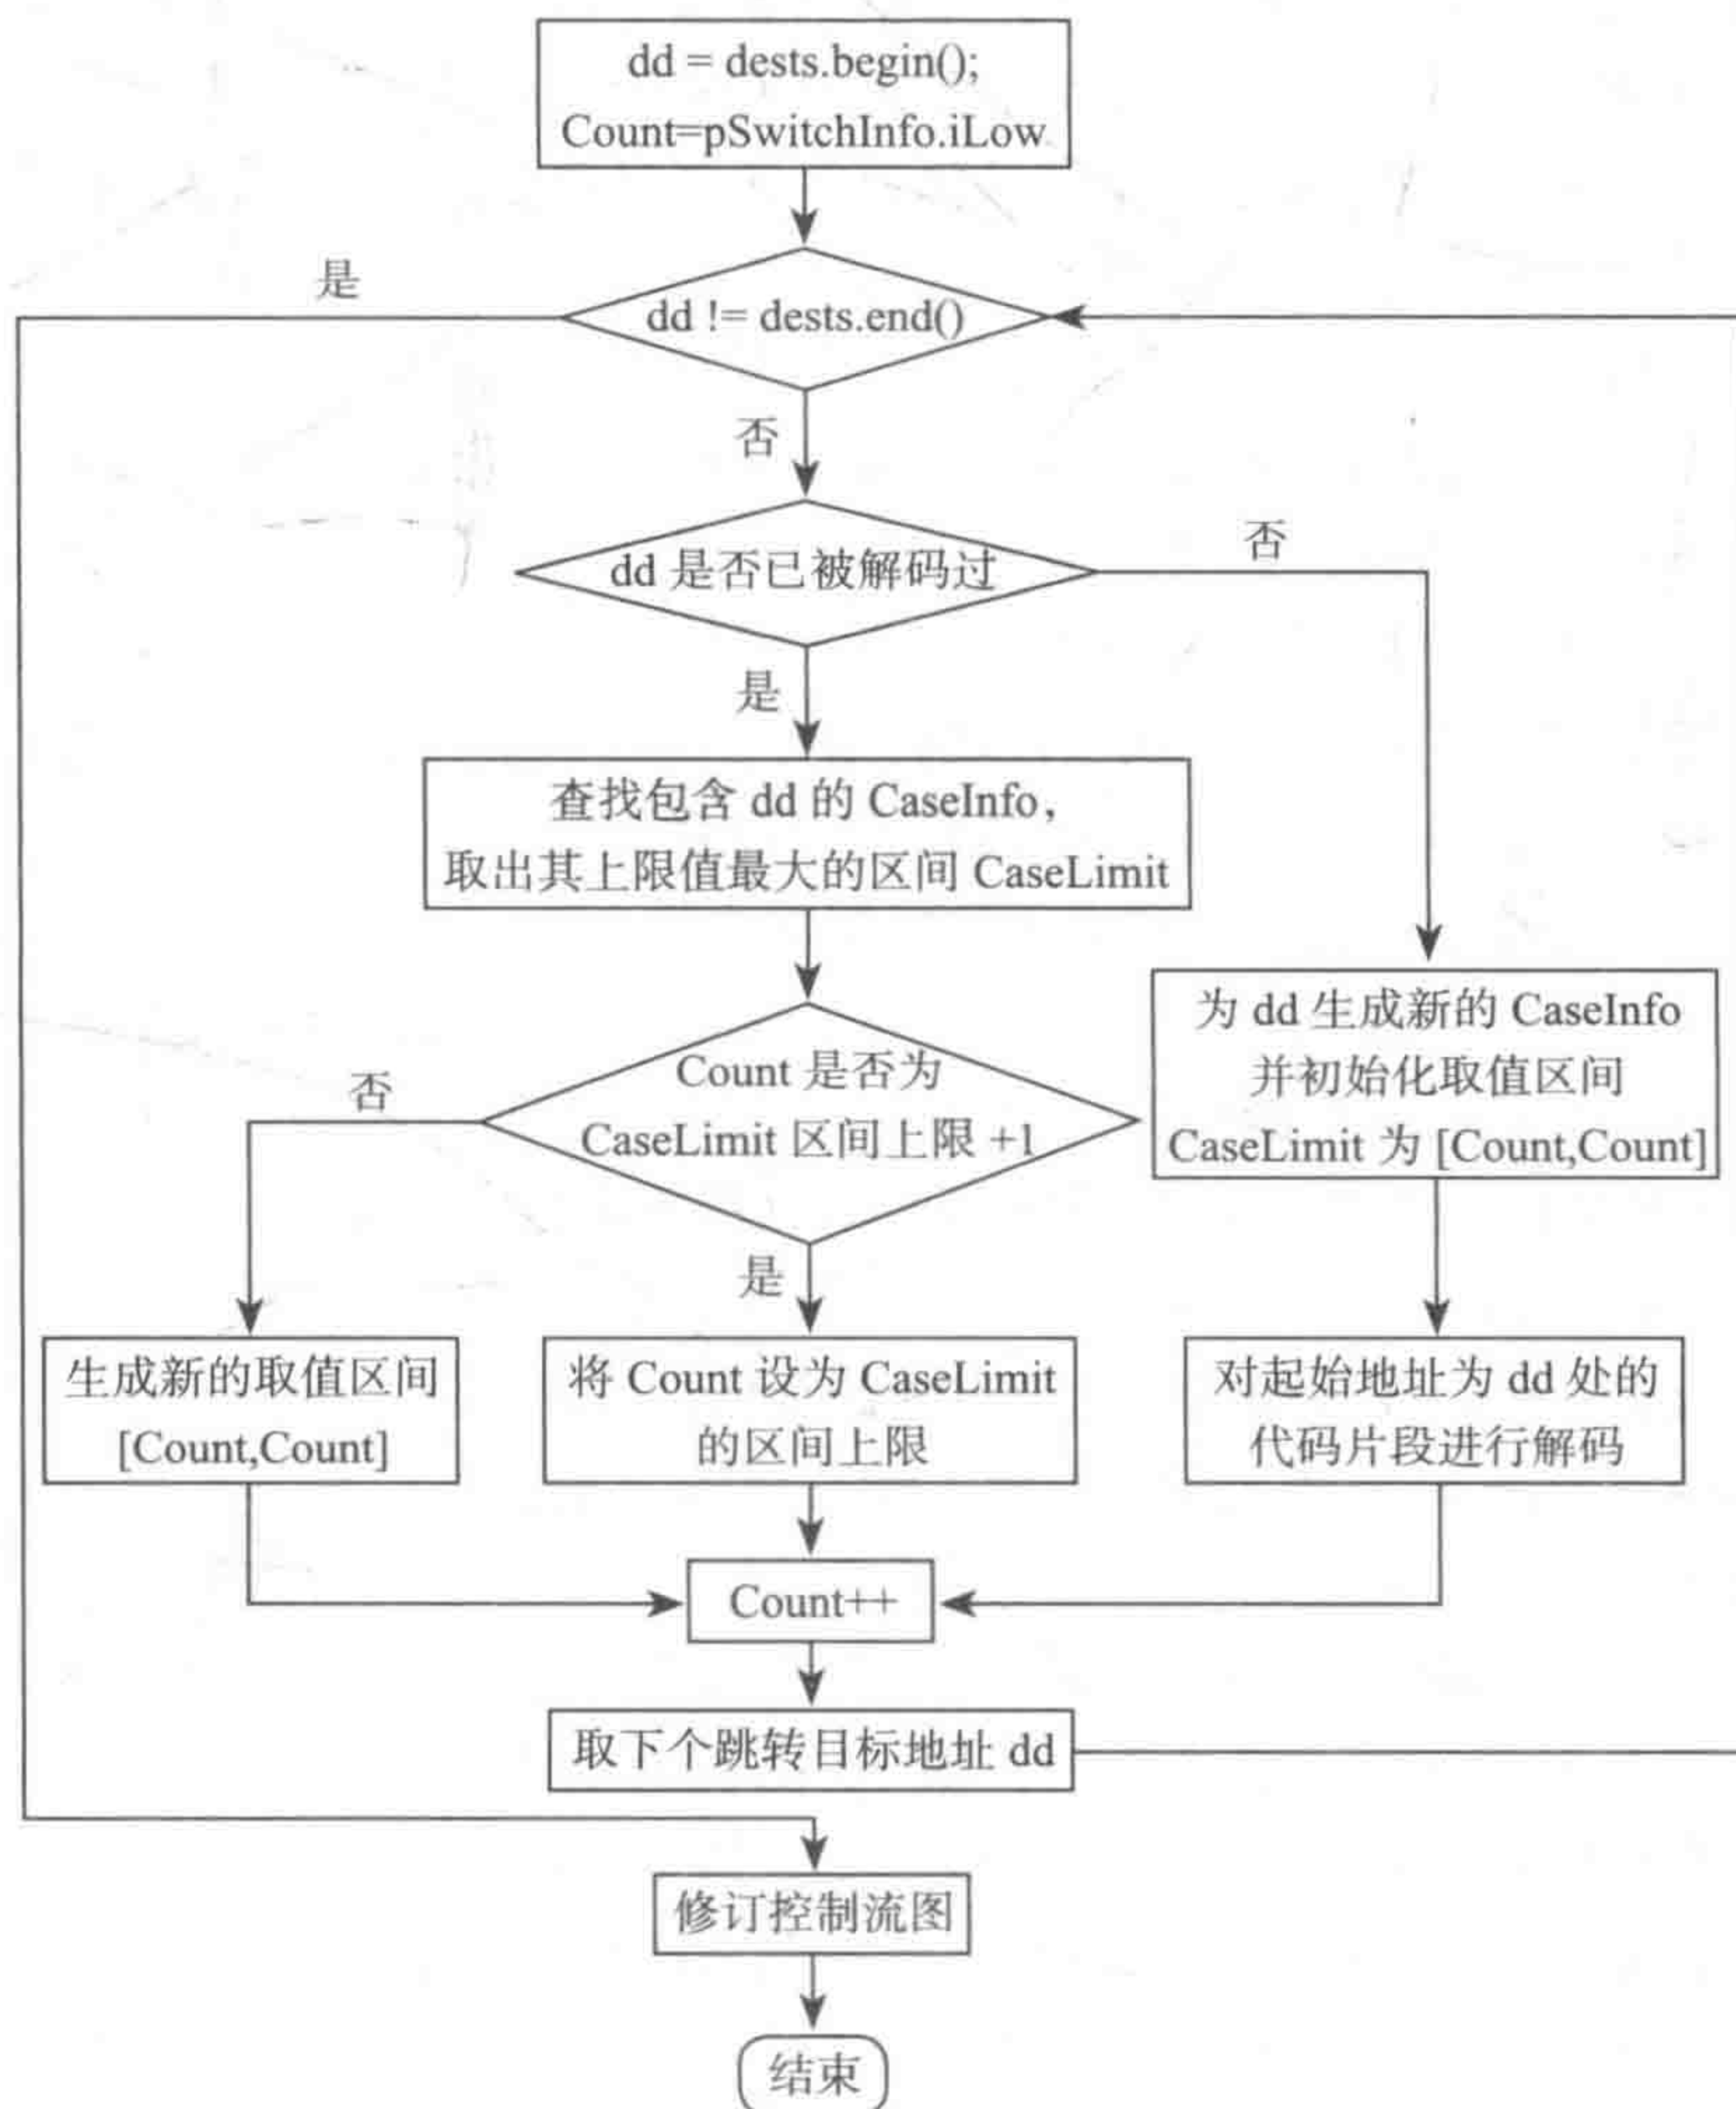 dd = dests.begin();
Count=pSwitchInfo.iLow
是
dd != dests.end()
否
dd 是否已被解码过
否
是
查找包含 dd 的 CaseInfo,
取出其上限值最大的区间 CaseLimit
为 dd 生成新的 CaseInfo
并初始化取值区间
CaseLimit 为 [Count,Count]
Count 是否为
CaseLimit 区间上限 +1
否
是
生成新的取值区间
[Count,Count]
将 Count 设为 CaseLimit
的区间上限
对起始地址为 dd 处的
代码片段进行解码
Count++
取下个跳转目标地址 dd
修订控制流图
结束